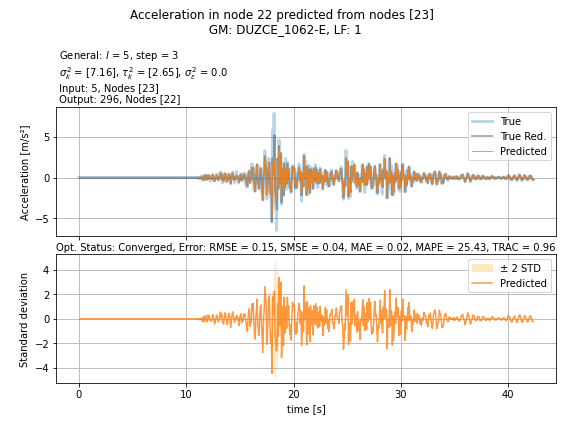 Acceleration in node 22 predicted from nodes [23]
GM: DUZCE_1062-E, LF: 1
General: l = 5, step = 3
σ²ₖ = [7.16], τ²ₖ = [2.65], σ²ε = 0.0
Input: 5, Nodes [23]
Output: 296, Nodes [22]
Acceleration [m/s²]
5
0
−5
True
True Red.
Predicted
Opt. Status: Converged, Error: RMSE = 0.15, SMSE = 0.04, MAE = 0.02, MAPE = 25.43, TRAC = 0.96
Standard deviation
4
2
0
−2
−4
± 2 STD
Predicted
0 10 20 30 40
time [s]